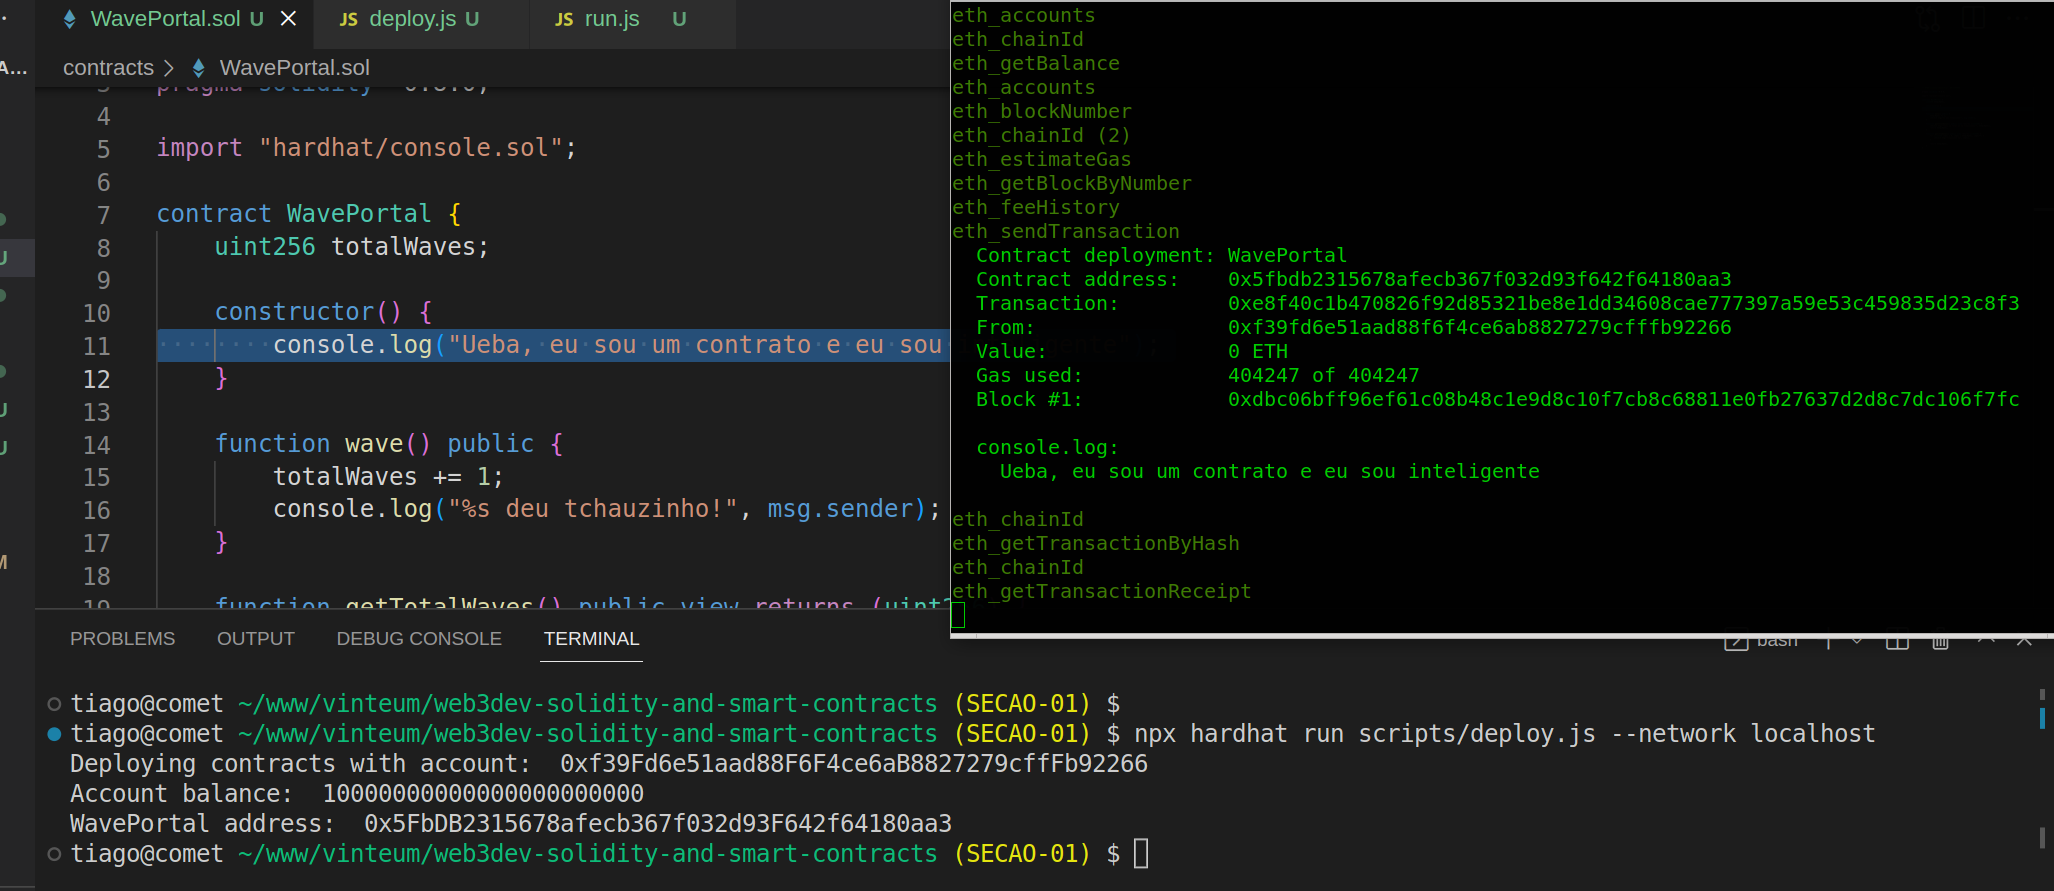 WavePortal.sol U
JS deploy.js U
JS run.js U
A...
contracts > WavePortal.sol
3 pragma solidity ^0.8.0;
4
5 import "hardhat/console.sol";
6
7 contract WavePortal {
8 uint256 totalWaves;
9
10 constructor() {
11 console.log("Ueba, eu sou um contrato e eu sou
12 }
13
14 function wave() public {
15 totalWaves += 1;
16 console.log("%s deu tchauzinho!", msg.sender);
17 }
18
19 function getTotalWaves() public view returns (uint2
U
U
U
M
eth_accounts
eth_chainId
eth_getBalance
eth_accounts
eth_blockNumber
eth_chainId (2)
eth_estimateGas
eth_getBlockByNumber
eth_feeHistory
eth_sendTransaction
Contract deployment: WavePortal
Contract address: 0x5fbdb2315678afecb367f032d93f642f64180aa3
Transaction: 0xe8f40c1b470826f92d85321be8e1dd34608cae777397a59e53c459835d23c8f3
From: 0xf39fd6e51aad88f6f4ce6ab8827279cfffb92266
Value: 0 ETH
Gas used: 404247 of 404247
Block #1: 0xdbc06bff96ef61c08b48c1e9d8c10f7cb8c68811e0fb27637d2d8c7dc106f7fc
console.log:
Ueba, eu sou um contrato e eu sou inteligente
eth_chainId
eth_getTransactionByHash
eth_chainId
eth_getTransactionReceipt
PROBLEMS OUTPUT DEBUG CONSOLE TERMINAL
bash
tiago@comet ~/www/vinteum/web3dev-solidity-and-smart-contracts (SECAO-01) $
tiago@comet ~/www/vinteum/web3dev-solidity-and-smart-contracts (SECAO-01) $ npx hardhat run scripts/deploy.js --network localhost
Deploying contracts with account: 0xf39Fd6e51aad88F6F4ce6aB8827279cffFb92266
Account balance: 10000000000000000000000
WavePortal address: 0x5FbDB2315678afecb367f032d93F642f64180aa3
tiago@comet ~/www/vinteum/web3dev-solidity-and-smart-contracts (SECAO-01) $